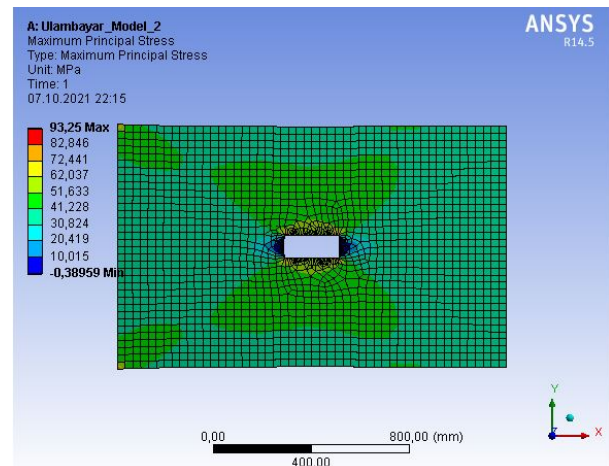 A: Ulambayar_Model_2
Maximum Principal Stress
Type: Maximum Principal Stress
Unit: MPa
Time: 1
07.10.2021 22:15
ANSYS
R14.5
93,25 Max
82,846
72,441
62,037
51,633
41,228
30,824
20,419
10,015
-0,38959 Min
0,00
800,00 (mm)
400,00
Y
Z
X